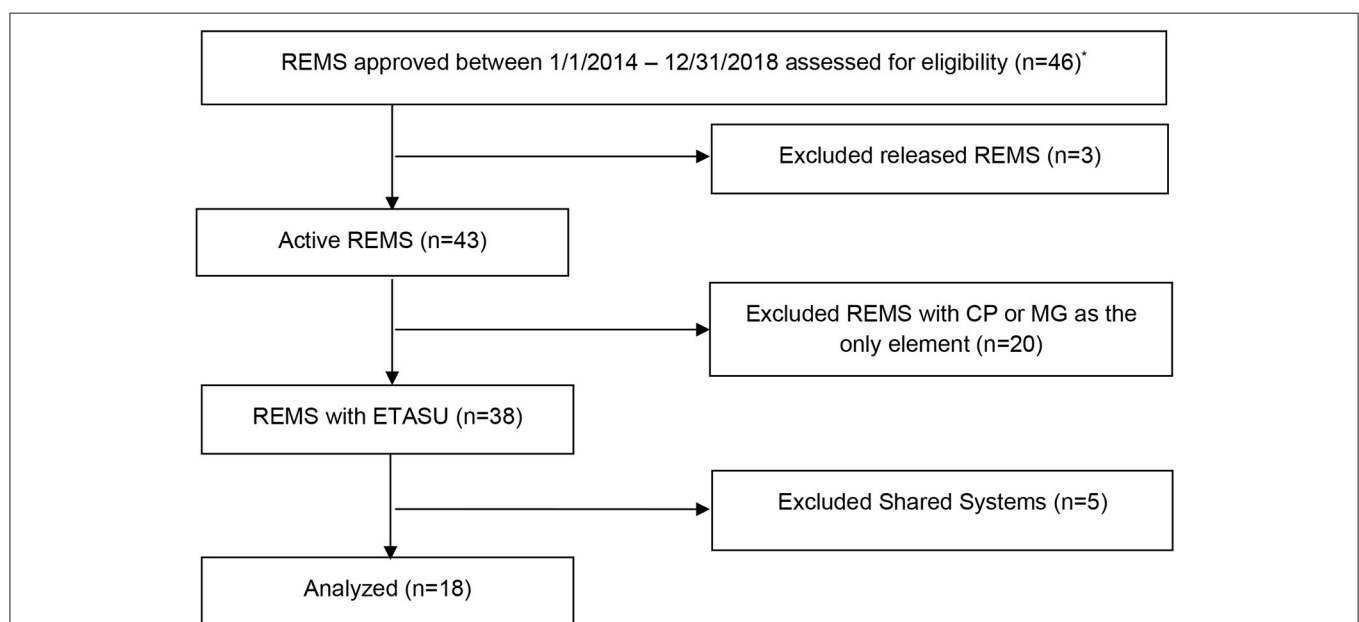 REMS approved between 1/1/2014 – 12/31/2018 assessed for eligibility (n=46)*
Excluded released REMS (n=3)
Active REMS (n=43)
Excluded REMS with CP or MG as the
only element (n=20)
REMS with ETASU (n=38)
Excluded Shared Systems (n=5)
Analyzed (n=18)